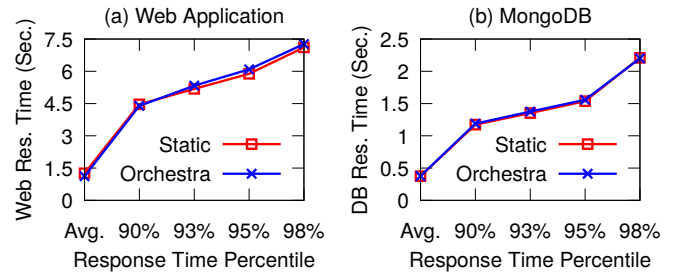 (a) Web Application
Web Res. Time (Sec.)
7.5
6
4.5
3
1.5
0
Static
Orchestra
Avg. 90% 93% 95% 98%
Response Time Percentile
(b) MongoDB
DB Res. Time (Sec.)
2.5
2
1.5
1
0.5
0
Static
Orchestra
Avg. 90% 93% 95% 98%
Response Time Percentile